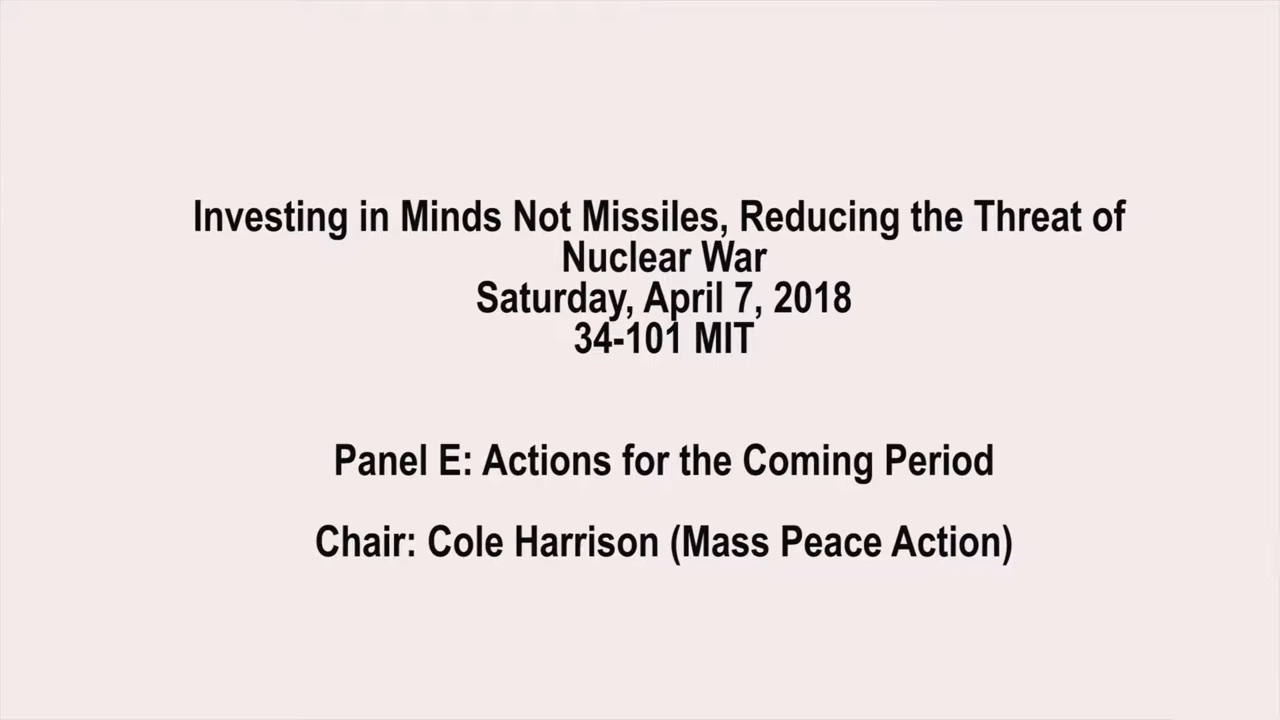 Investing in Minds Not Missiles, Reducing the Threat of
Nuclear War
Saturday, April 7, 2018
34-101 MIT
Panel E: Actions for the Coming Period
Chair: Cole Harrison (Mass Peace Action)